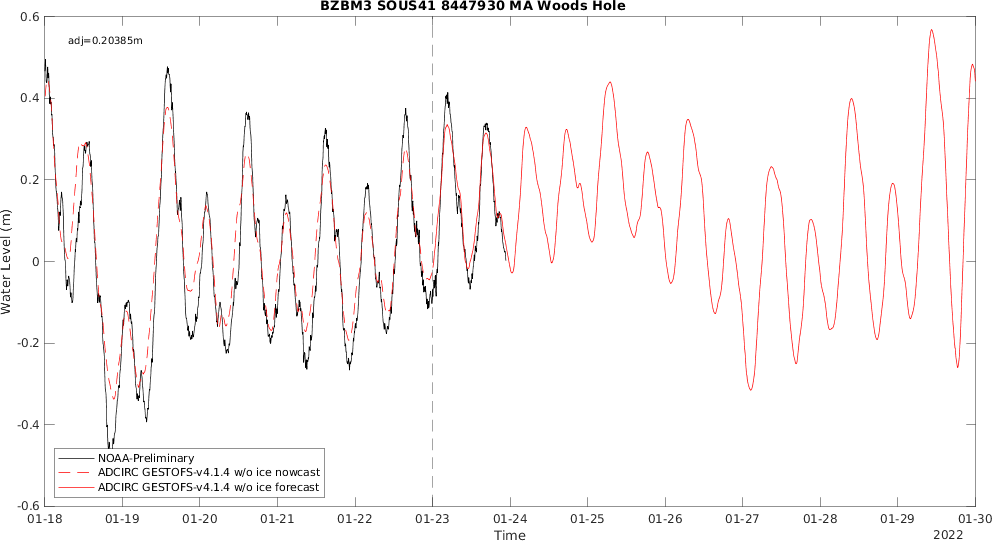 BZBM3 SOUS41 8447930 MA Woods Hole
adj=0.20385m
0.6
0.4
0.2
0
-0.2
-0.4
-0.6
Water Level (m)
NOAA-Preliminary
ADCIRC GESTOFS-v4.1.4 w/o ice nowcast
ADCIRC GESTOFS-v4.1.4 w/o ice forecast
01-18 01-19 01-20 01-21 01-22 01-23 01-24 01-25 01-26 01-27 01-28 01-29 01-30
Time
2022